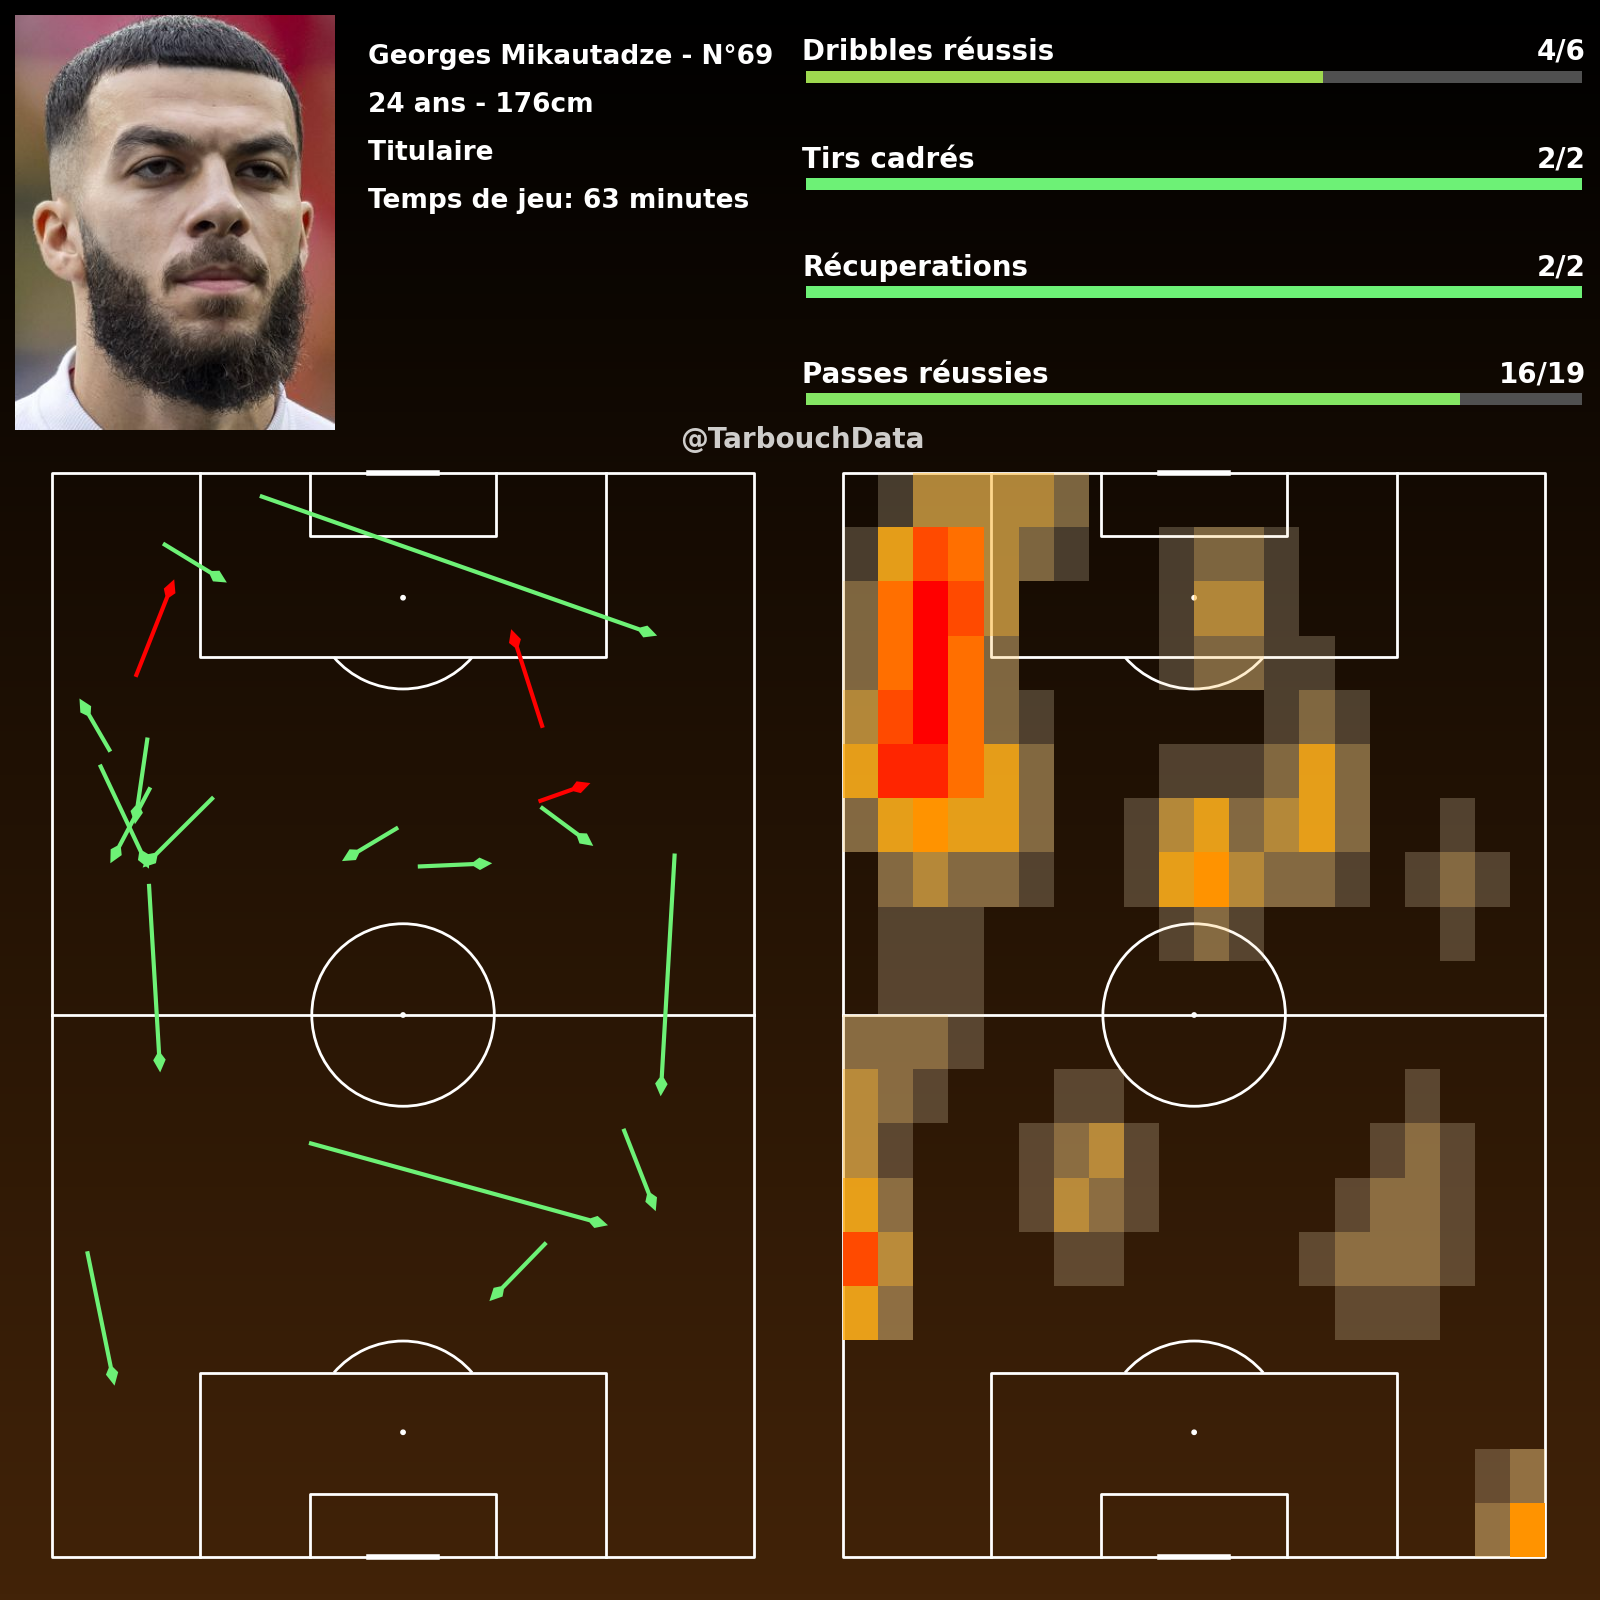 Georges Mikautadze - N°69
24 ans - 176cm
Titulaire
Temps de jeu: 63 minutes
Dribbles réussis 4/6
Tirs cadrés 2/2
Récuperations 2/2
Passes réussies 16/19
@TarbouchData